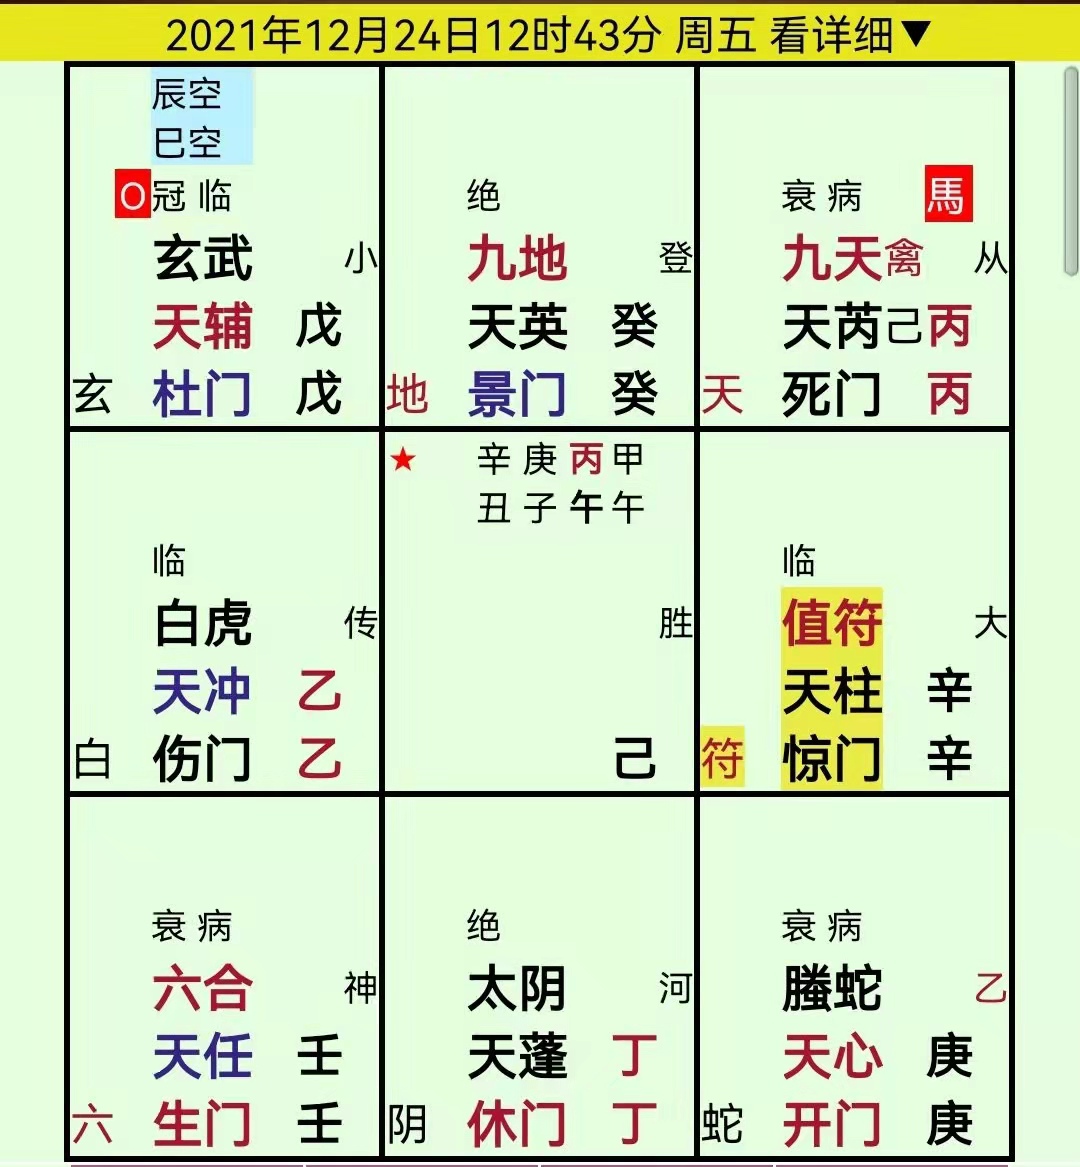 2021年12月24日12时43分 周五 看详细▼
辰空
巳空
O冠 临
玄武 小
天辅 戊
玄 杜门 戊
绝
九地 登
天英 癸
地 景门 癸
衰 病 馬
九天禽 从
天芮己丙
天 死门 丙
临
白虎 传
天冲 乙
白 伤门 乙
★ 辛 庚 丙 甲
丑 子 午 午
胜
己
临
值符 大
天柱 辛
符 惊门 辛
衰 病
六合 神
天任 壬
六 生门 壬
绝
太阴 河
天蓬 丁
阴 休门 丁
衰 病
螣蛇 乙
天心 庚
蛇 开门 庚